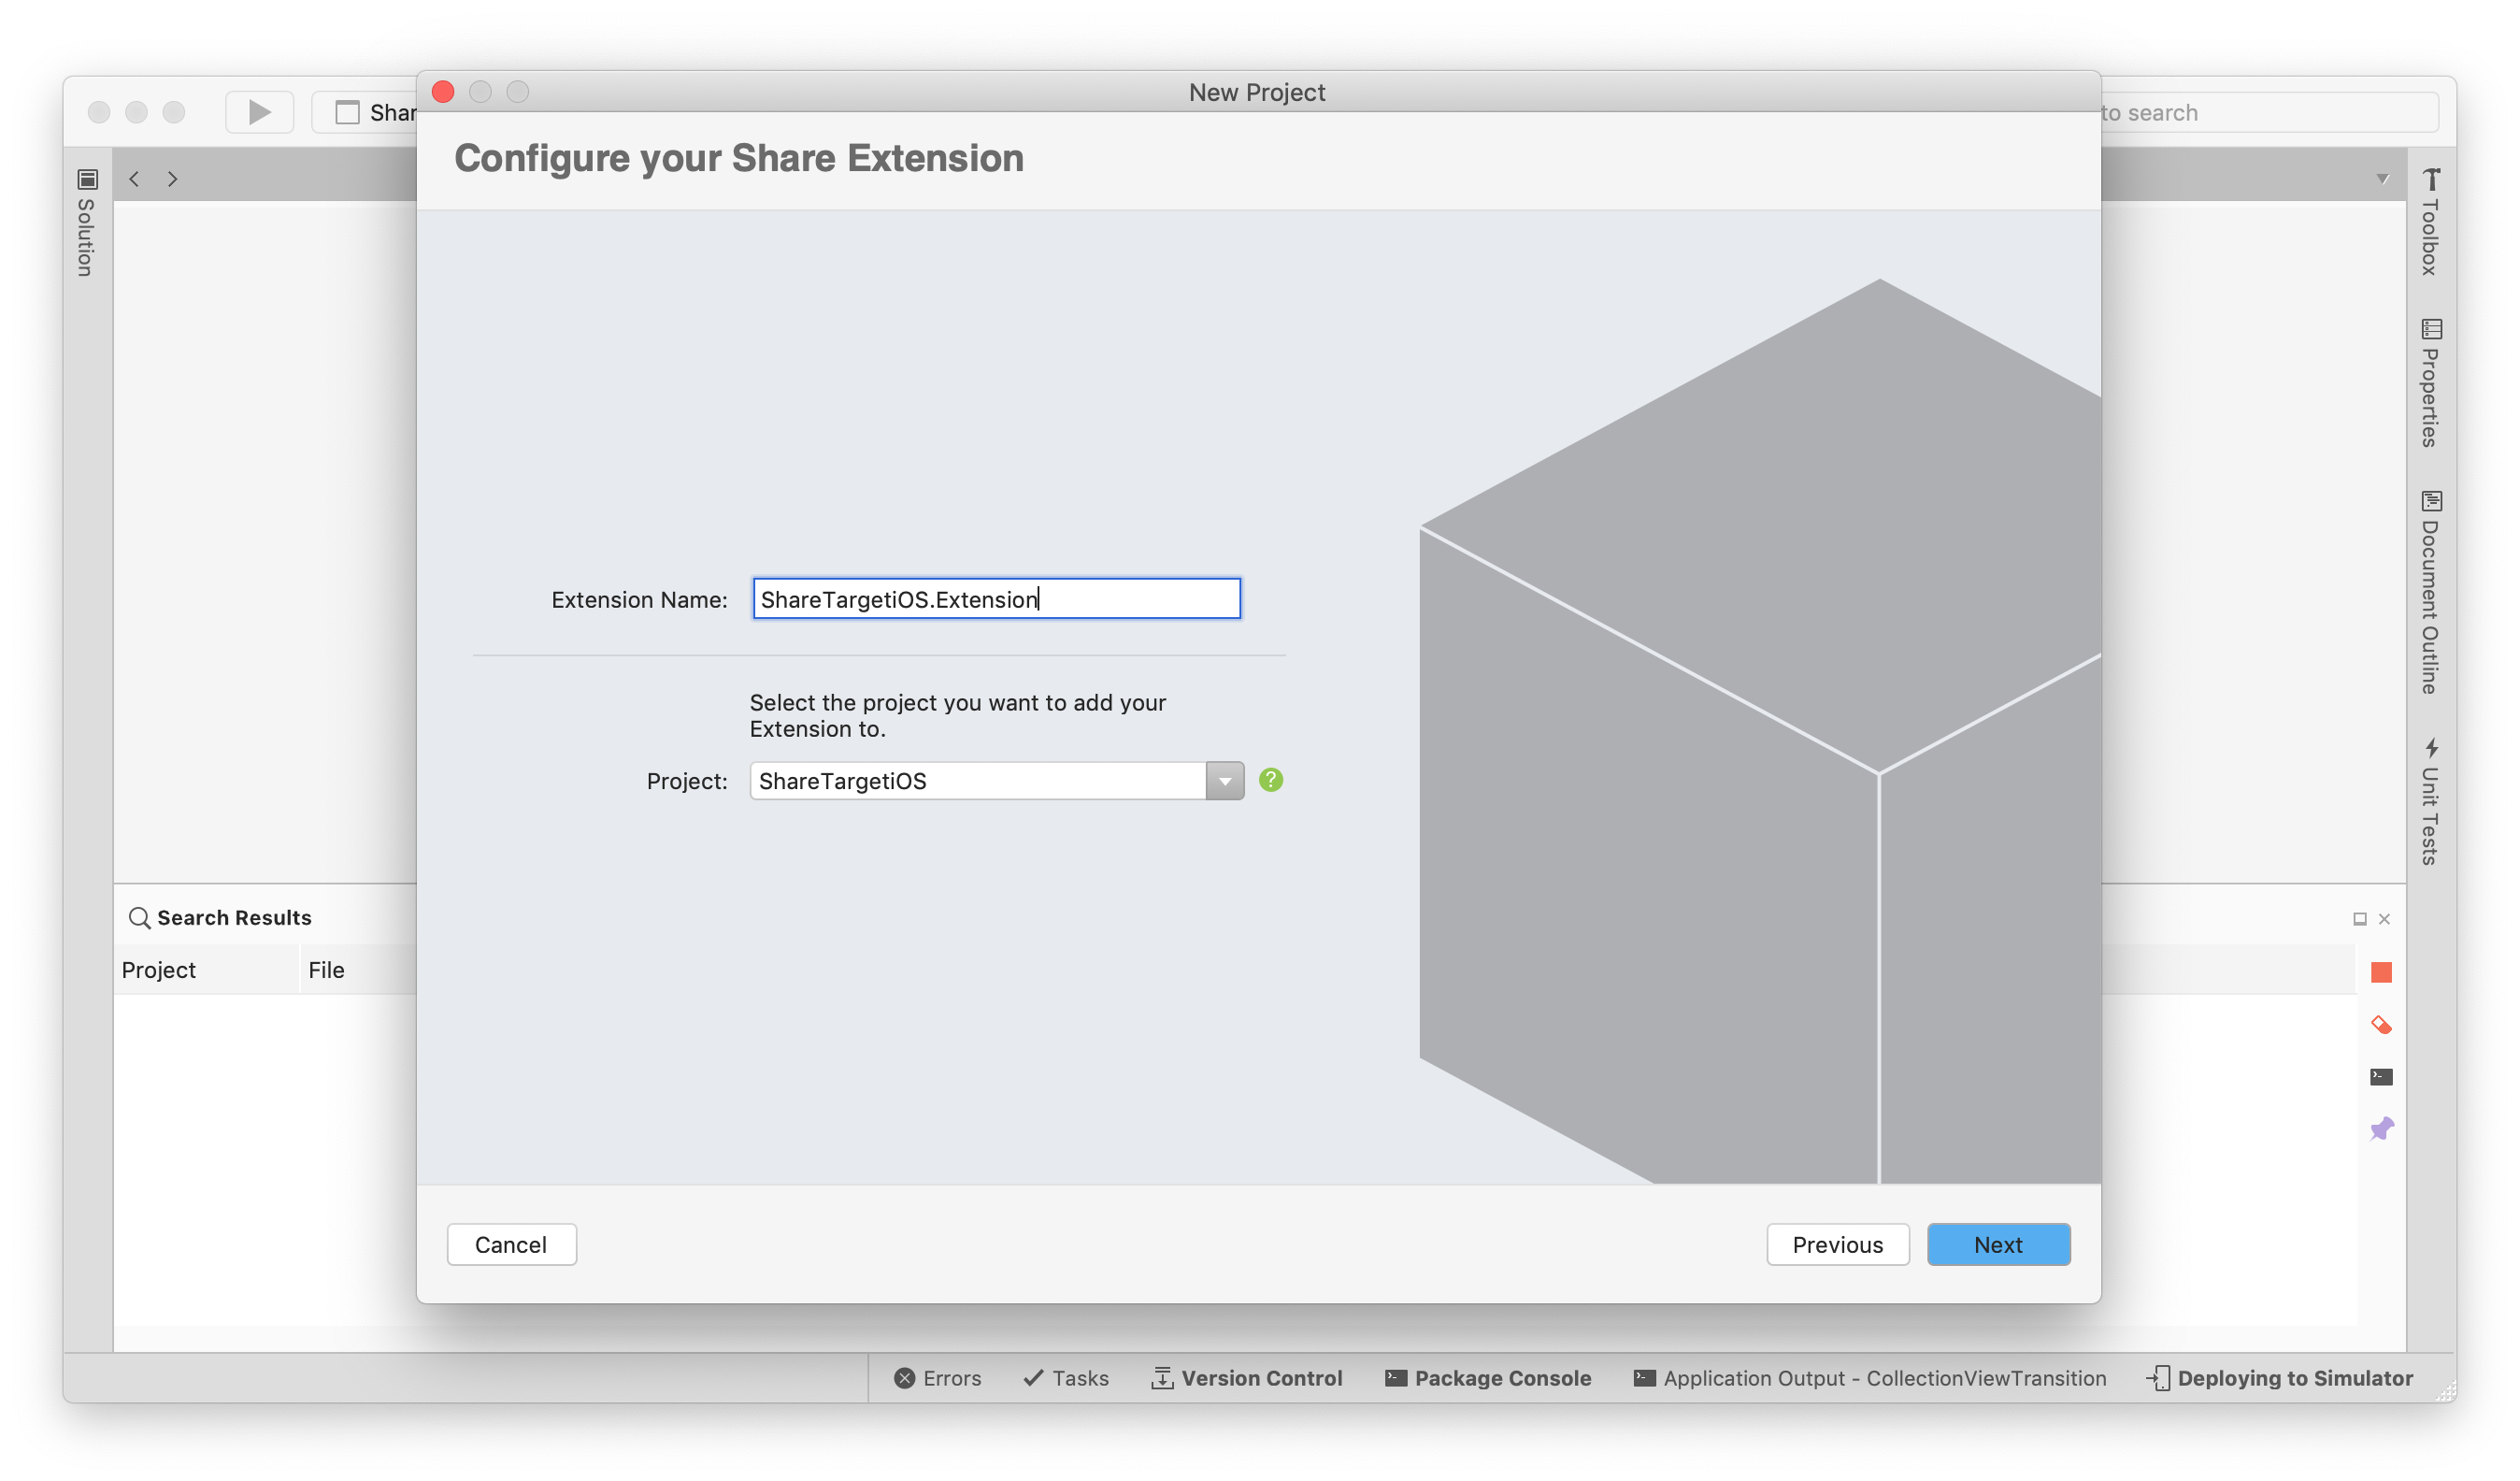 New Project
Shar
to search
Configure your Share Extension
Solution
Toolbox
Properties
Document Outline
Unit Tests
Extension Name: ShareTargetiOS.Extension
Select the project you want to add your
Extension to.
Project: ShareTargetiOS ?
Search Results
Project File
Cancel Previous Next
Errors Tasks Version Control Package Console Application Output - CollectionViewTransition Deploying to Simulator